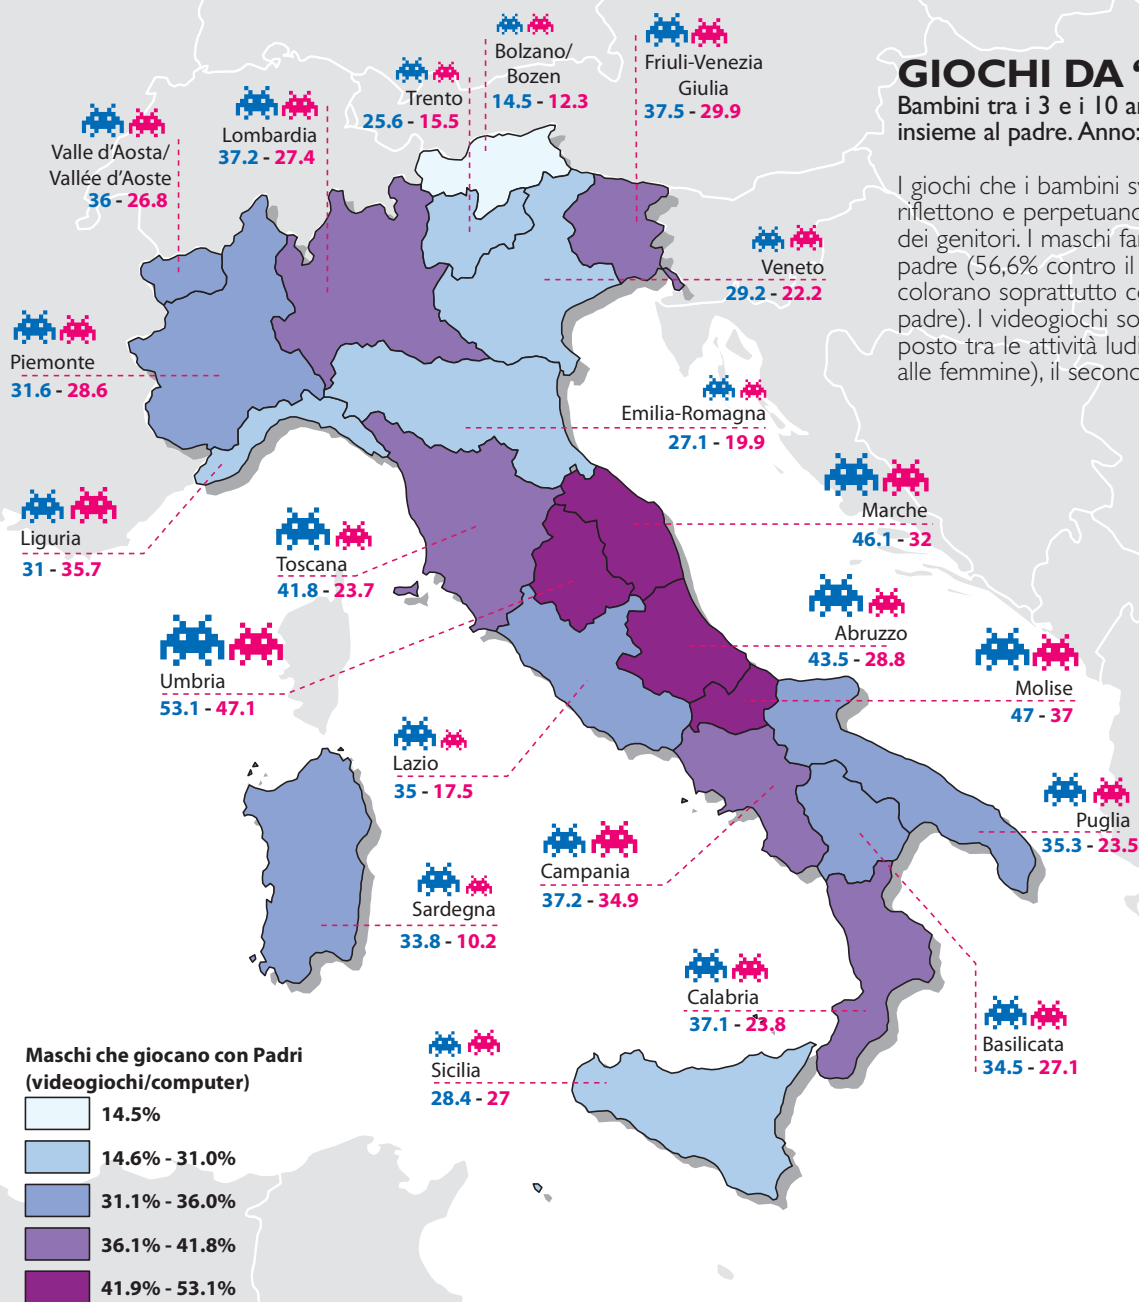 Bolzano/
Bozen
14.5 - 12.3
Friuli-Venezia
Giulia
37.5 - 29.9
Trento
25.6 - 15.5
Lombardia
37.2 - 27.4
Valle d'Aosta/
Vallée d'Aoste
36 - 26.8
GIOCHI DA
Bambini tra i 3 e i 10
insieme al padre. Anno:
I giochi che i bambini
riflettono e perpetuano
dei genitori. I maschi
padre (56,6% contro il
colorano soprattutto
padre). I videogiochi
posto tra le attività
alle femmine), il
Veneto
29.2 - 22.2
Piemonte
31.6 - 28.6
Emilia-Romagna
27.1 - 19.9
Marche
46.1 - 32
Liguria
31 - 35.7
Toscana
41.8 - 23.7
Abruzzo
43.5 - 28.8
Umbria
53.1 - 47.1
Molise
47 - 37
Lazio
35 - 17.5
Puglia
35.3 - 23.5
Campania
37.2 - 34.9
Sardegna
33.8 - 10.2
Calabria
37.1 - 23.8
Basilicata
34.5 - 27.1
Sicilia
28.4 - 27
Maschi che giocano con Padri
(videogiochi/computer)
14.5%
14.6% - 31.0%
31.1% - 36.0%
36.1% - 41.8%
41.9% - 53.1%